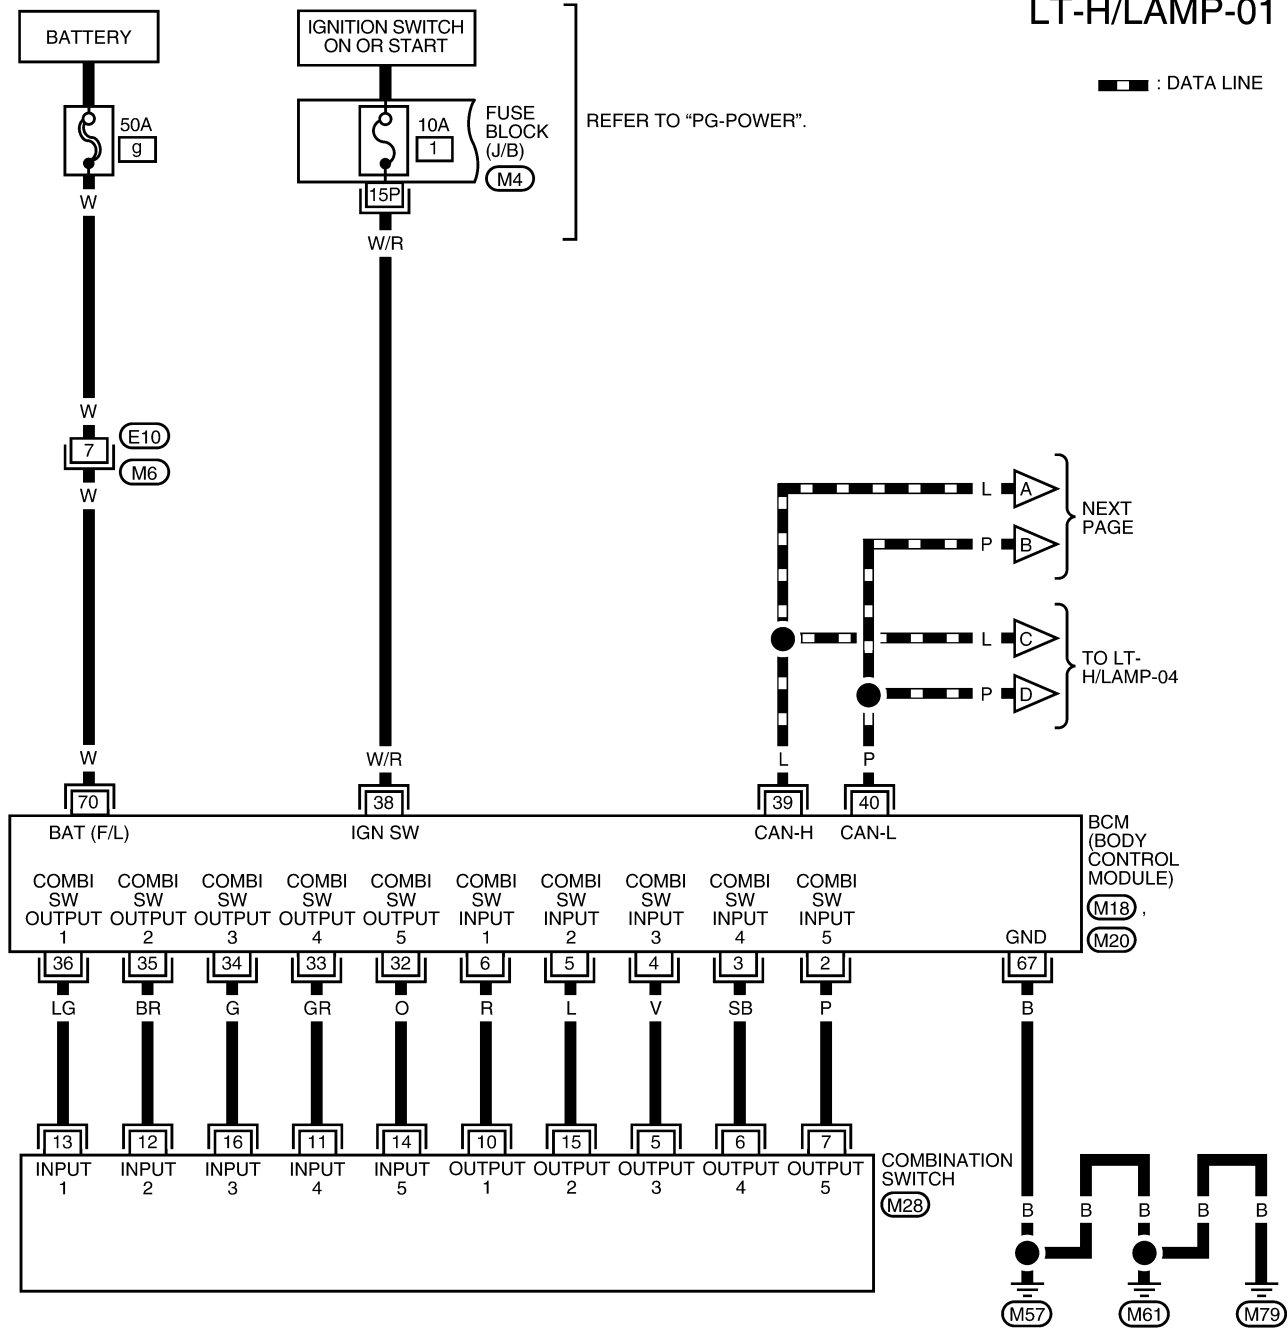 LT-H/LAMP-01
BATTERY
IGNITION SWITCH
ON OR START
: DATA LINE
50A
g
10A
1
FUSE
BLOCK
(J/B)
M4
REFER TO “PG-POWER”.
15P
W
W/R
W
7
E10
M6
W
L
A
P
B
NEXT
PAGE
L
C
P
D
TO LT-
H/LAMP-04
W
W/R
L
P
70
38
39
40
BAT (F/L)
IGN SW
CAN-H
CAN-L
BCM
(BODY
CONTROL
MODULE)
M18 ,
M20
COMBI
SW
OUTPUT
1
COMBI
SW
OUTPUT
2
COMBI
SW
OUTPUT
3
COMBI
SW
OUTPUT
4
COMBI
SW
OUTPUT
5
COMBI
SW
INPUT
1
COMBI
SW
INPUT
2
COMBI
SW
INPUT
3
COMBI
SW
INPUT
4
COMBI
SW
INPUT
5
GND
36
35
34
33
32
6
5
4
3
2
67
LG
BR
G
GR
O
R
L
V
SB
P
B
13
12
16
11
14
10
15
5
6
7
INPUT
1
INPUT
2
INPUT
3
INPUT
4
INPUT
5
OUTPUT
1
OUTPUT
2
OUTPUT
3
OUTPUT
4
OUTPUT
5
COMBINATION
SWITCH
M28
B
B
B
B
B
M57
M61
M79